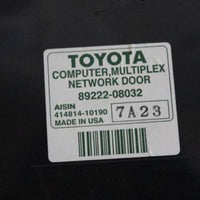 TOYOTA
COMPUTER,MULTIPLEX
NETWORK DOOR
89222-08032
AISIN
414814-10190
MADE IN USA
7A23